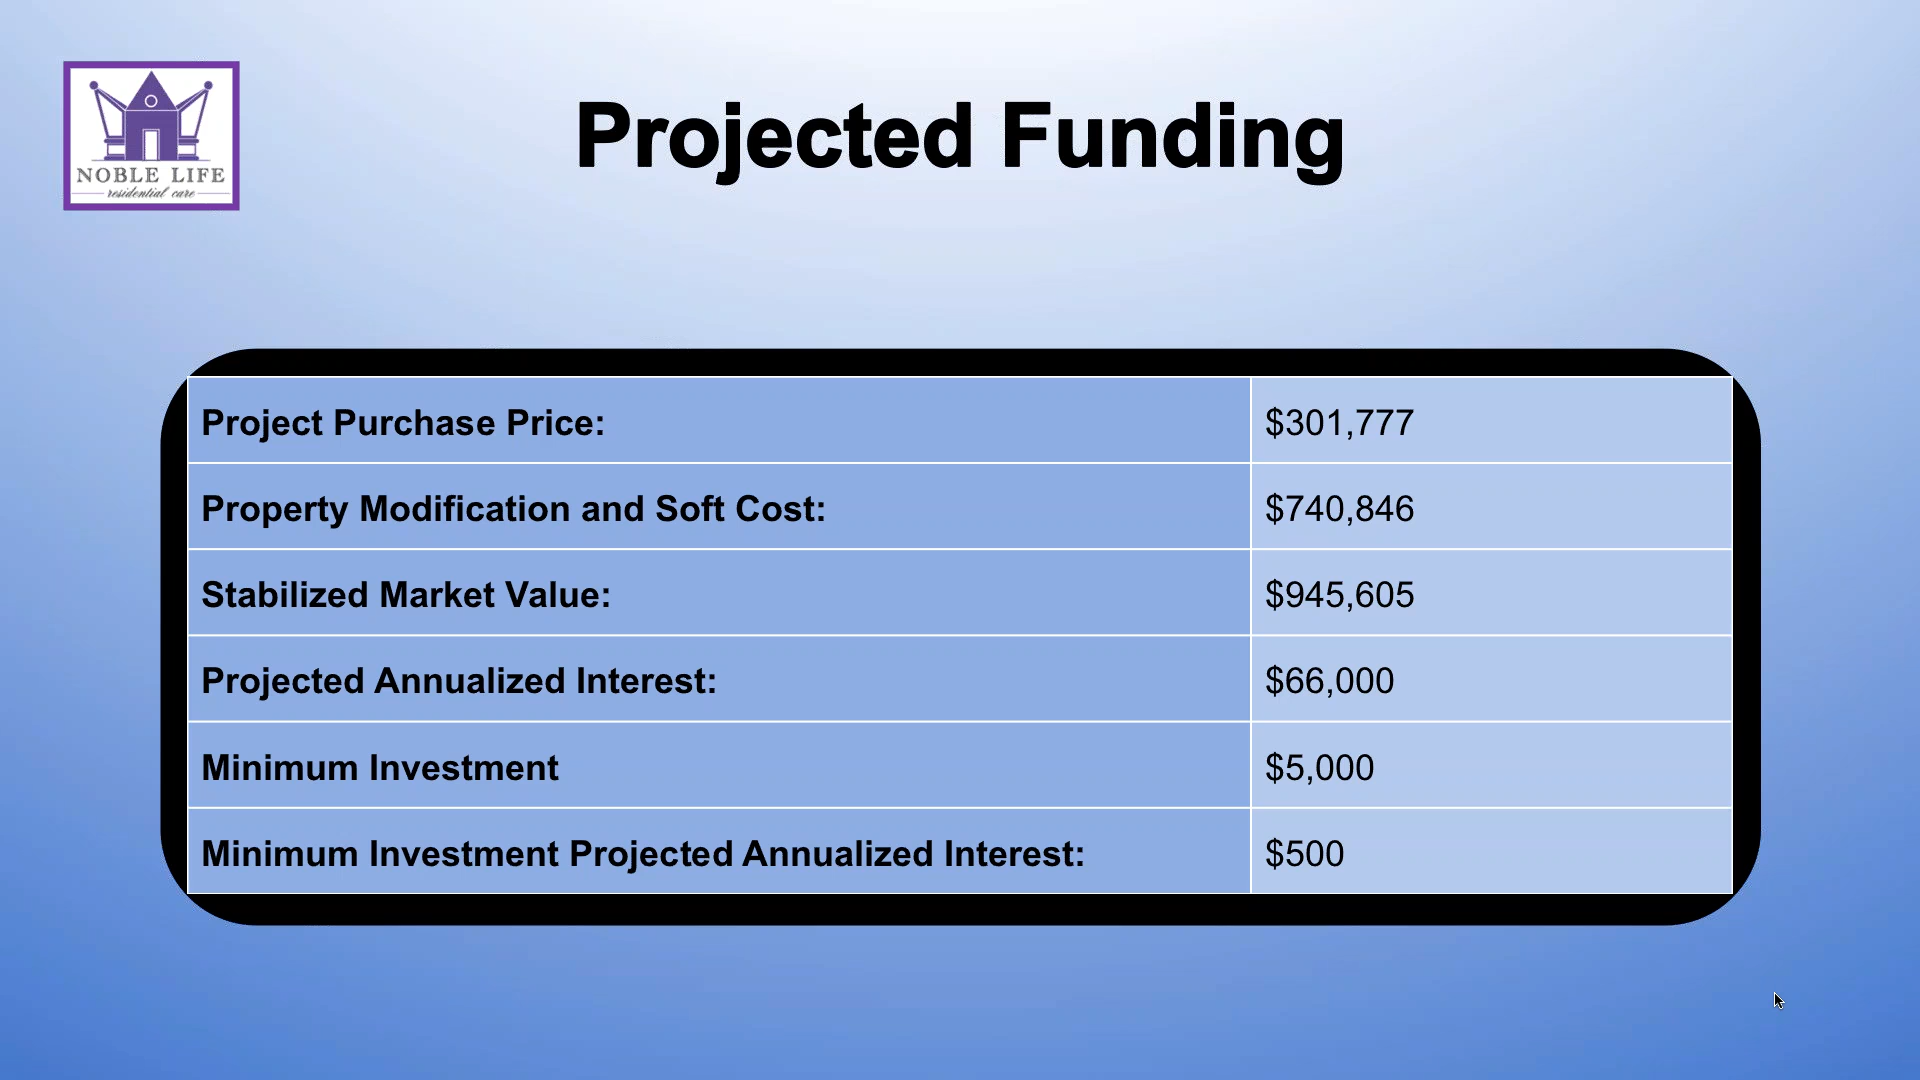 NOBLE LIFE
residential care
Projected Funding
Project Purchase Price: $301,777
Property Modification and Soft Cost: $740,846
Stabilized Market Value: $945,605
Projected Annualized Interest: $66,000
Minimum Investment $5,000
Minimum Investment Projected Annualized Interest: $500